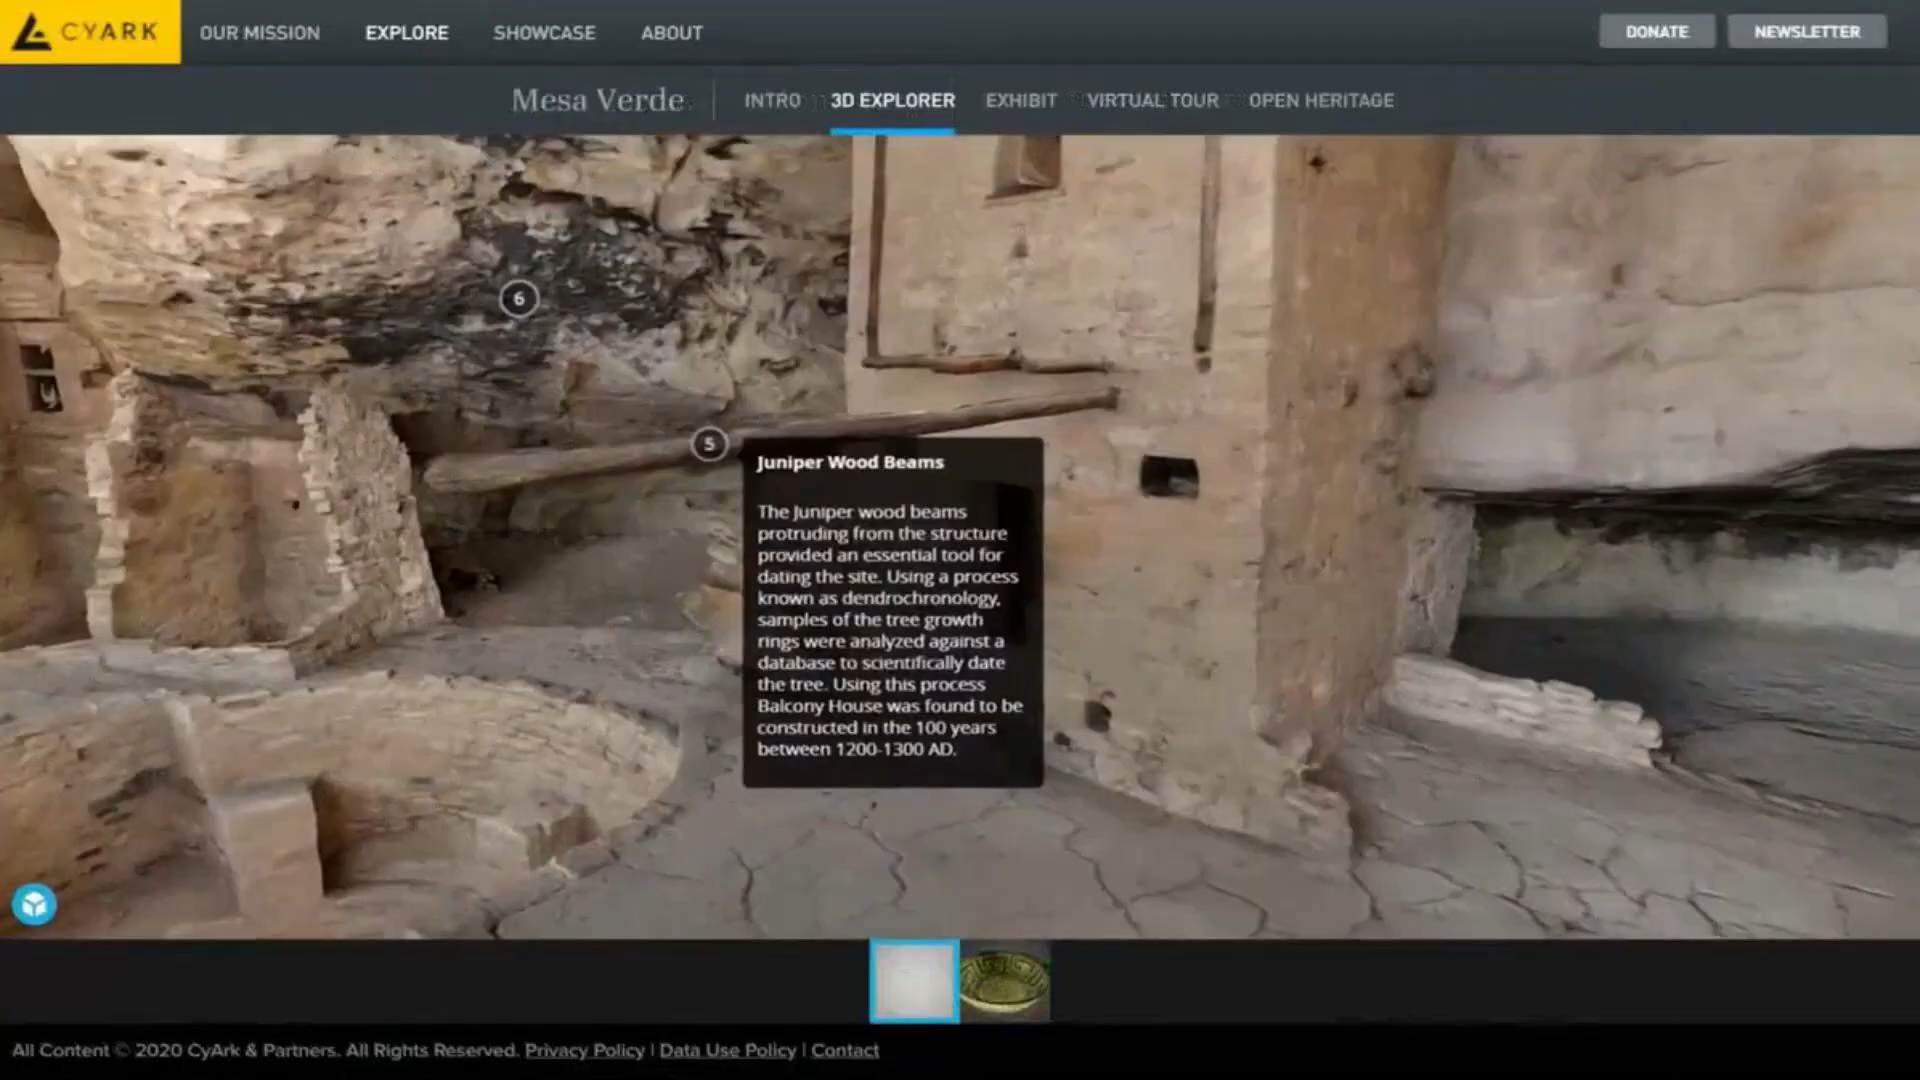 CYARK
OUR MISSION
EXPLORE
SHOWCASE
ABOUT
DONATE
NEWSLETTER
Mesa Verde
INTRO
3D EXPLORER
EXHIBIT
VIRTUAL TOUR
OPEN HERITAGE
6
5
Juniper Wood Beams
The Juniper wood beams
protruding from the structure
provided an essential tool for
dating the site. Using a process
known as dendrochronology,
samples of the tree growth
rings were analyzed against a
database to scientifically date
the tree. Using this process
Balcony House was found to be
constructed in the 100 years
between 1200-1300 AD.
All Content © 2020 CyArk & Partners. All Rights Reserved. Privacy Policy | Data Use Policy | Contact